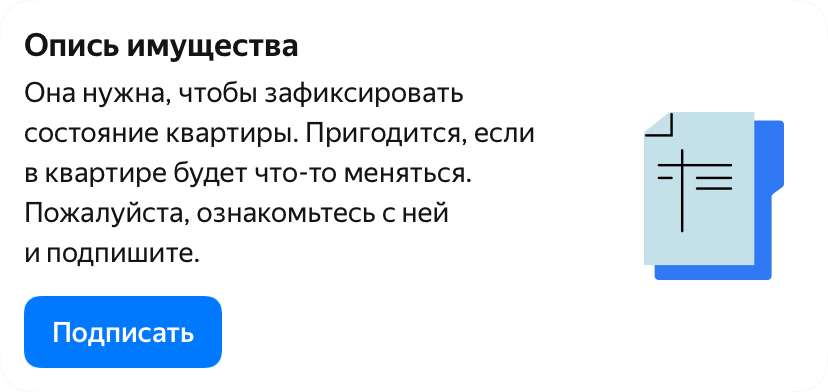 Опись имущества
Она нужна, чтобы зафиксировать
состояние квартиры. Пригодится, если
в квартире будет что-то меняться.
Пожалуйста, ознакомьтесь с ней
и подпишите.
Подписать